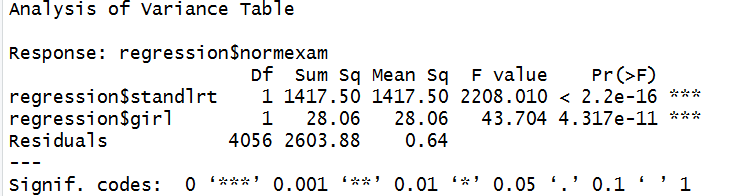 Analysis of Variance Table

Response: regression$normexam
                     Df  Sum Sq Mean Sq  F value    Pr(>F)    
regression$standlrt   1 1417.50 1417.50 2208.010 < 2.2e-16 ***
regression$girl       1   28.06   28.06   43.704 4.317e-11 ***
Residuals          4056 2603.88    0.64                       
---
Signif. codes:  0 ‘***’ 0.001 ‘**’ 0.01 ‘*’ 0.05 ‘.’ 0.1 ‘ ’ 1